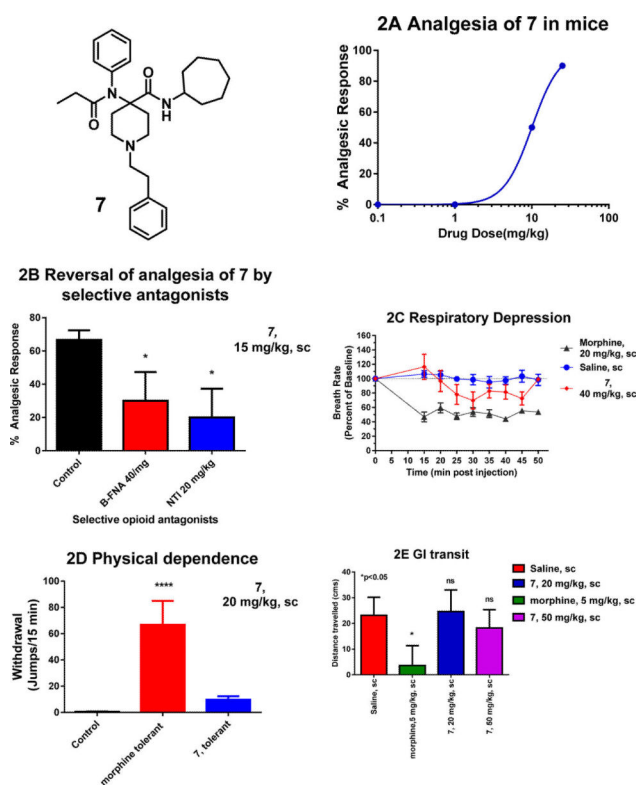 N
O
O
N
H
N
7
2A Analgesia of 7 in mice
% Analgesic Response
100
80
60
40
20
0
0.1
1
10
100
Drug Dose(mg/kg)
2B Reversal of analgesia of 7 by
selective antagonists
7,
15 mg/kg, sc
% Analgesic Response
80
60
40
20
0
*
*
Control
B-FNA 40/mg
NTI 20 mg/kg
Selective opioid antagonists
2C Respiratory Depression
Breath Rate
(Percent of Baseline)
160
140
120
100
80
60
40
20
0
0
5
10
15
20
25
30
35
40
45
50
Time (min post injection)
Morphine,
20 mg/kg, sc
Saline, sc
7,
40 mg/kg, sc
2D Physical dependence
7,
20 mg/kg, sc
Withdrawal
(Jumps/15 min)
100
80
60
40
20
0
****
Control
morphine tolerant
7, tolerant
2E GI transit
*p<0.05
Distance travelled (cms)
40
30
20
10
0
*
ns
ns
Saline, sc
morphine,5 mg/kg, sc
7, 20 mg/kg, sc
7, 80 mg/kg, sc
Saline, sc
7, 20 mg/kg, sc
morphine, 5 mg/kg, sc
7, 50 mg/kg, sc